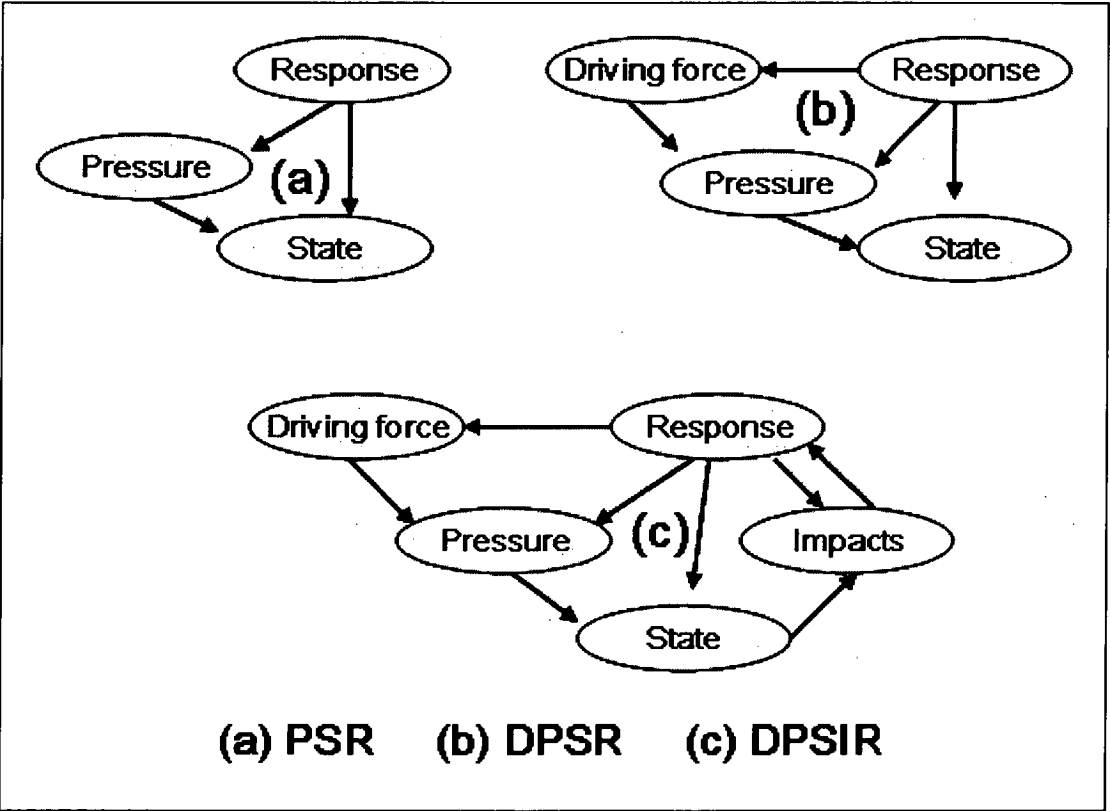 Response
Pressure
(a)
State
Driving force
Response
(b)
Pressure
State
Driving force
Response
Pressure
(c)
Impacts
State
(a) PSR (b) DPSR (c) DPSIR